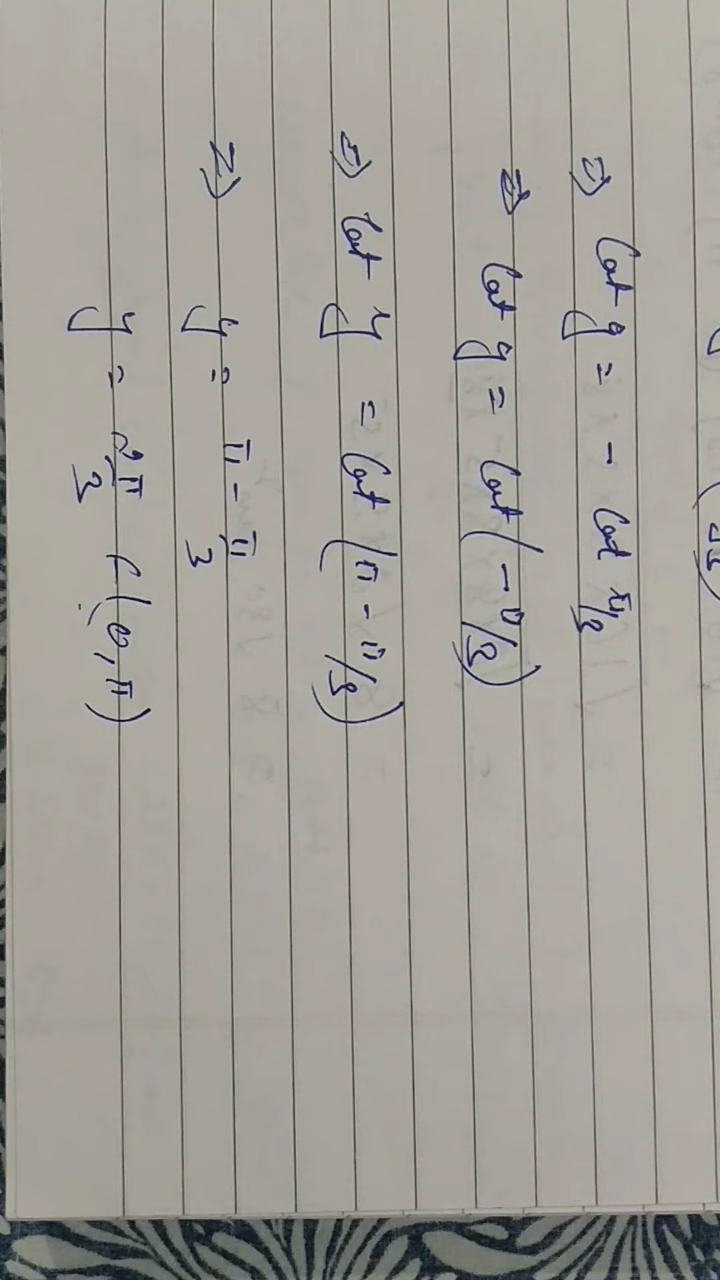 ⇒ Cot y = - Cot π/3
⇒ Cot y = Cot (- π/3)
⇒ Cot y = Cot (π - π/3)
⇒ y = π - π/3
y = 2π/3 ∈ (0, π)